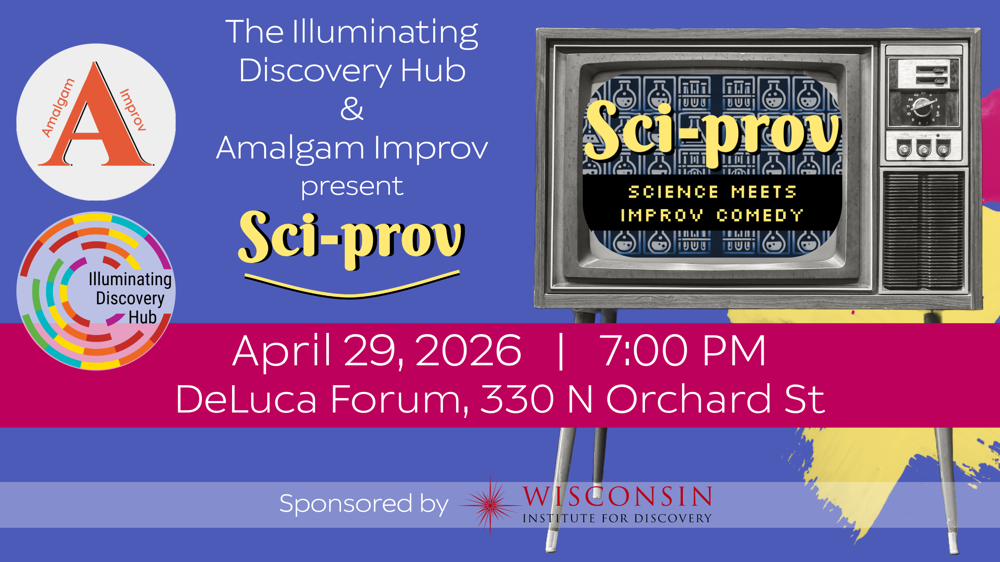 The Illuminating
Discovery Hub
&
Amalgam Improv
present
Sci-prov
Amalgam
Improv
A
Illuminating
Discovery
Hub
Sci-prov
SCIENCE MEETS
IMPROV COMEDY
April 29, 2026 | 7:00 PM
DeLuca Forum, 330 N Orchard St
Sponsored by
WISCONSIN
INSTITUTE FOR DISCOVERY